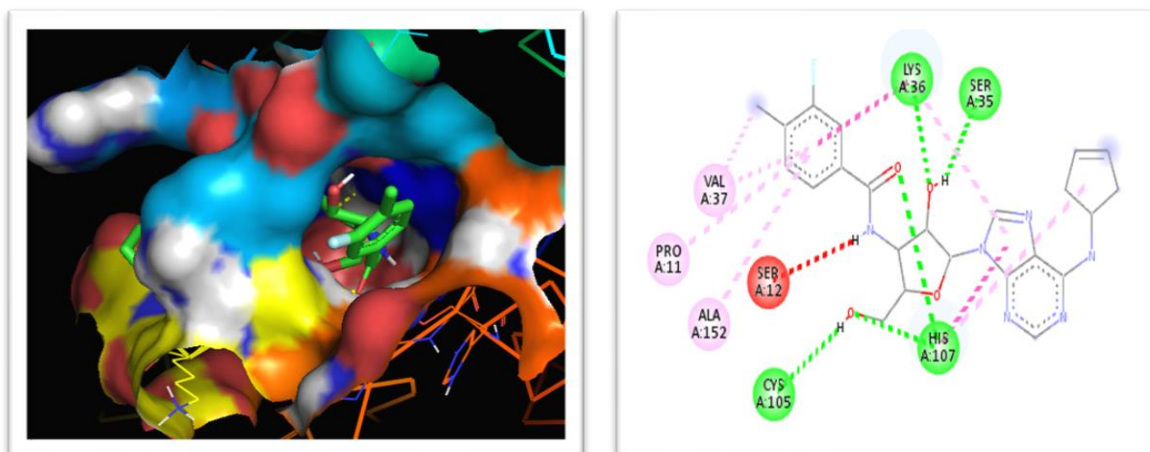 LYS
A:36
SER
A:35
F
H
O
O
VAL
A:37
N
N
H
N
N
PRO
A:11
SER
A:12
O
N
N
ALA
A:152
O
H
HIS
A:107
CYS
A:105